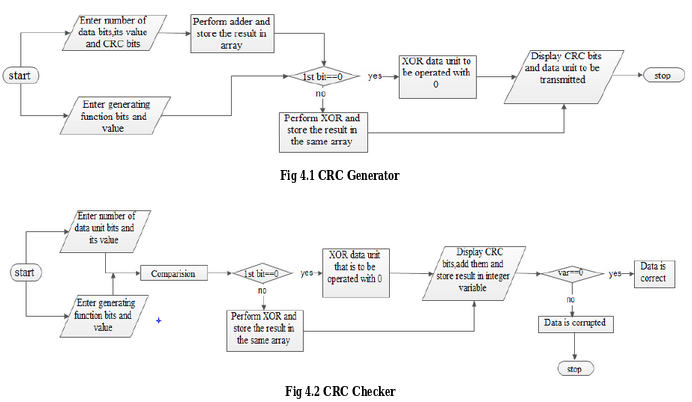 start
Enter number of
data bits,its value
and CRC bits
Perform adder and
store the result in
array
Enter generating
function bits and
value
1st bit==0
yes
no
XOR data unit to
be operated with
0
Perform XOR and
store the result in
the same array
Display CRC bits
and data unit to be
transmitted
stop
Fig 4.1 CRC Generator
start
Enter number of
data unit bits and
its value
Enter generating
function bits and
value
Comparision
1st bit==0
yes
no
XOR data unit
that is to be
operated with 0
Perform XOR and
store the result in
the same array
Display CRC
bits,add them and
store result in integer
variable
var==0
yes
no
Data is
correct
Data is corrupted
stop
Fig 4.2 CRC Checker